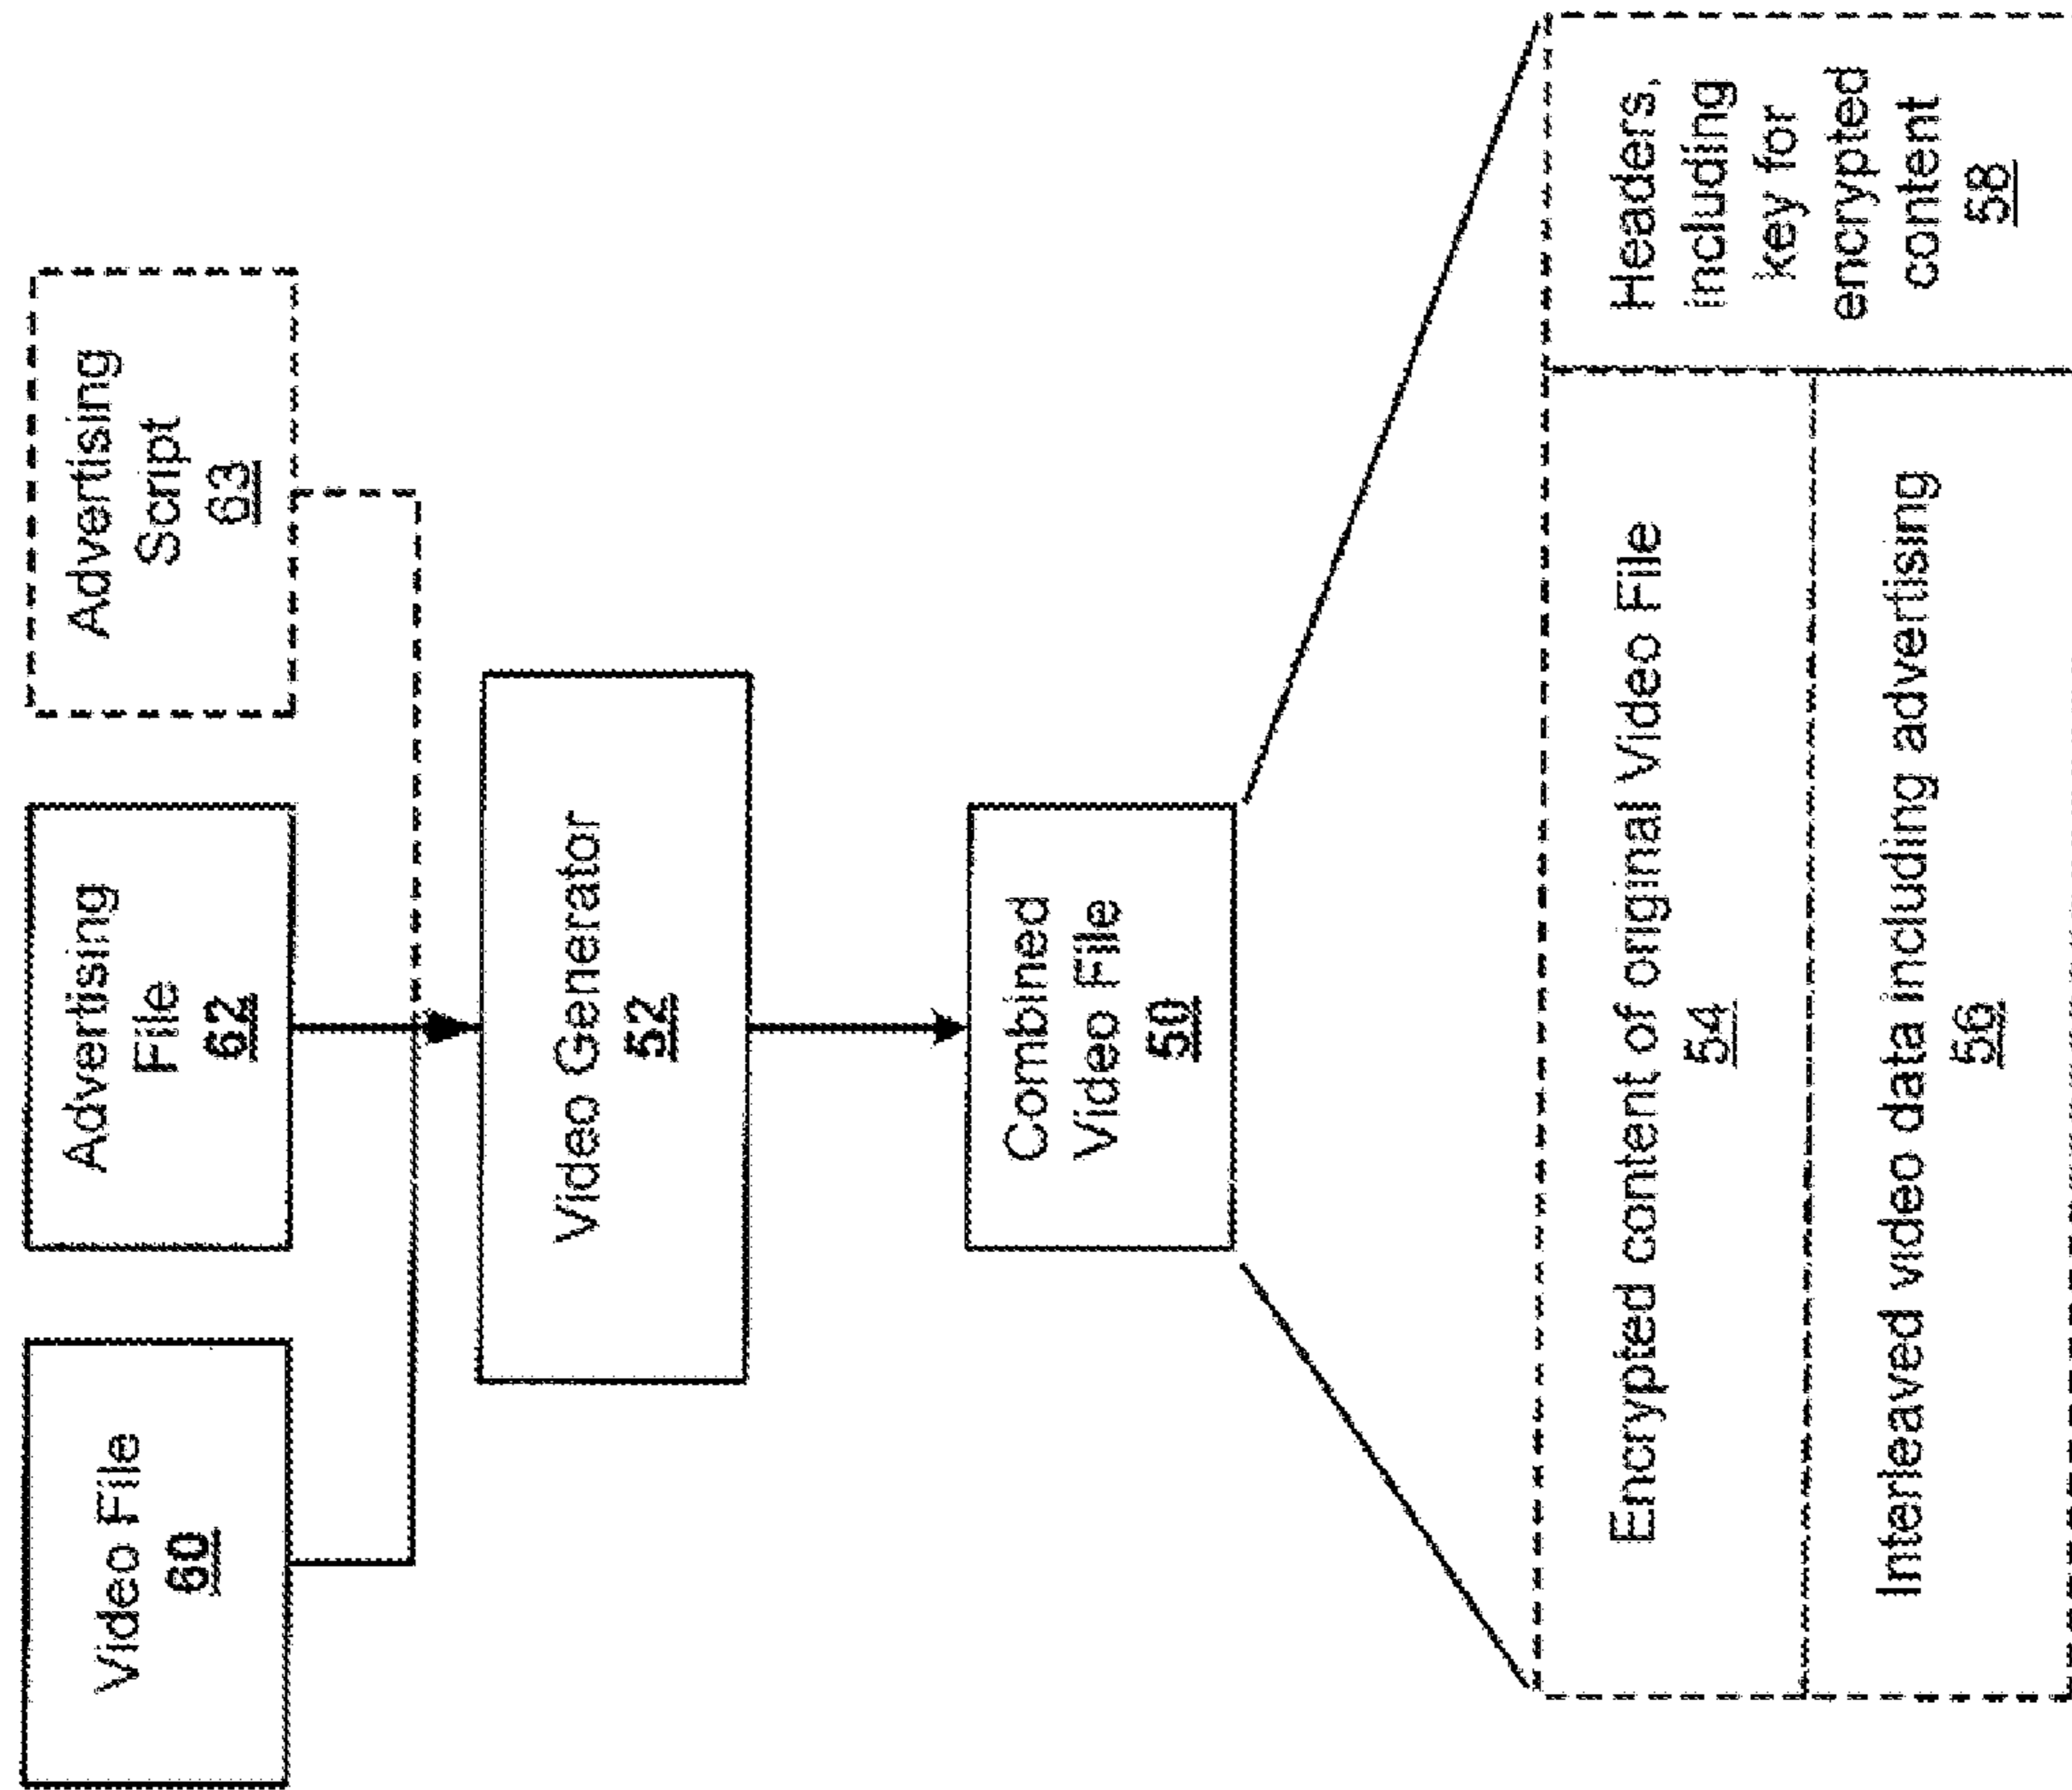 Video File
60
Advertising
File
62
Advertising
Script
63
Video Generator
52
Combined
Video File
50
Encrypted content of original Video File
54
Interleaved video data including advertising
56
Headers,
including
key for
encrypted
content
58